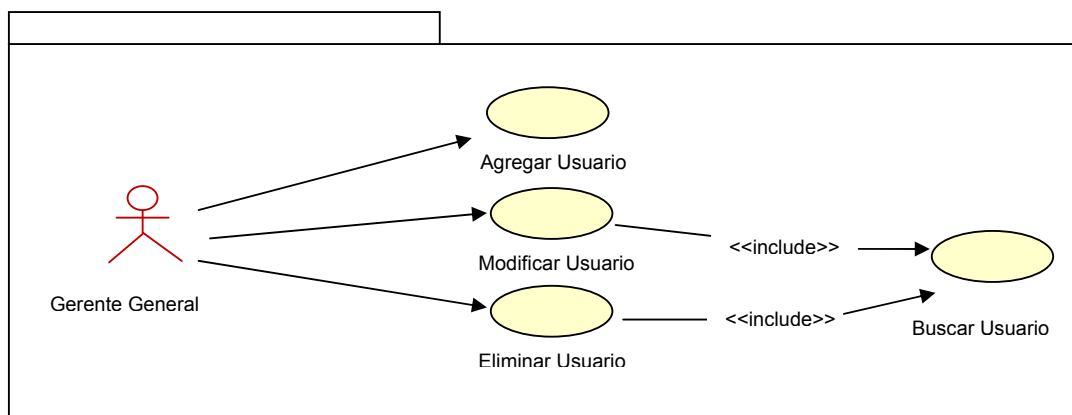 Agregar Usuario
Modificar Usuario
<<include>>
Gerente General
Eliminar Usuario
<<include>>
Buscar Usuario